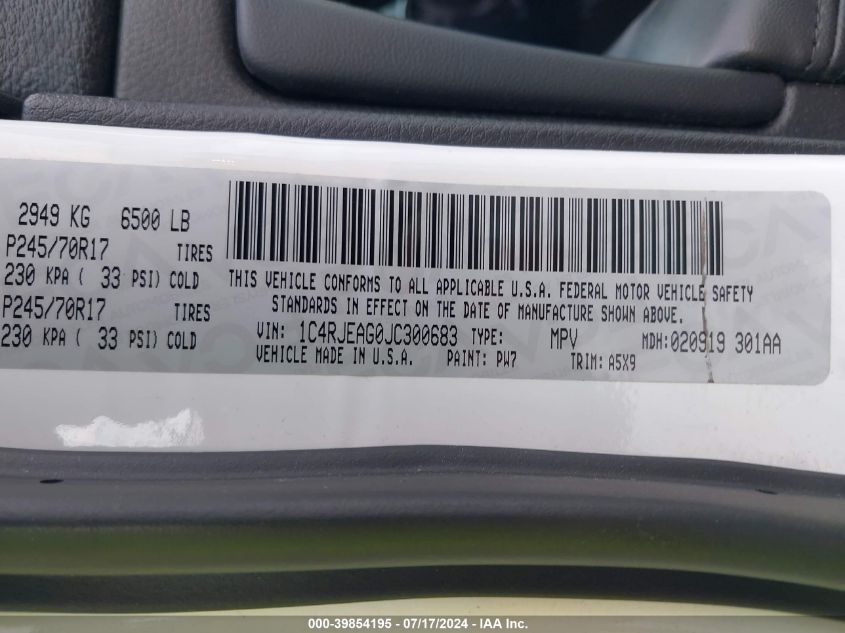 2949 KG 6500 LB
P245/70R17 TIRES
230 KPA ( 33 PSI) COLD
P245/70R17 TIRES
230 KPA ( 33 PSI) COLD
THIS VEHICLE CONFORMS TO ALL APPLICABLE U.S.A. FEDERAL MOTOR VEHICLE SAFETY
STANDARDS IN EFFECT ON THE DATE OF MANUFACTURE SHOWN ABOVE.
VIN: 1C4RJEAG0JC300683 TYPE: MPV MDH:020919 301AA
VEHICLE MADE IN U.S.A. PAINT: PW7 TRIM: A5X9
000-39854195 - 07/17/2024 - IAA Inc.